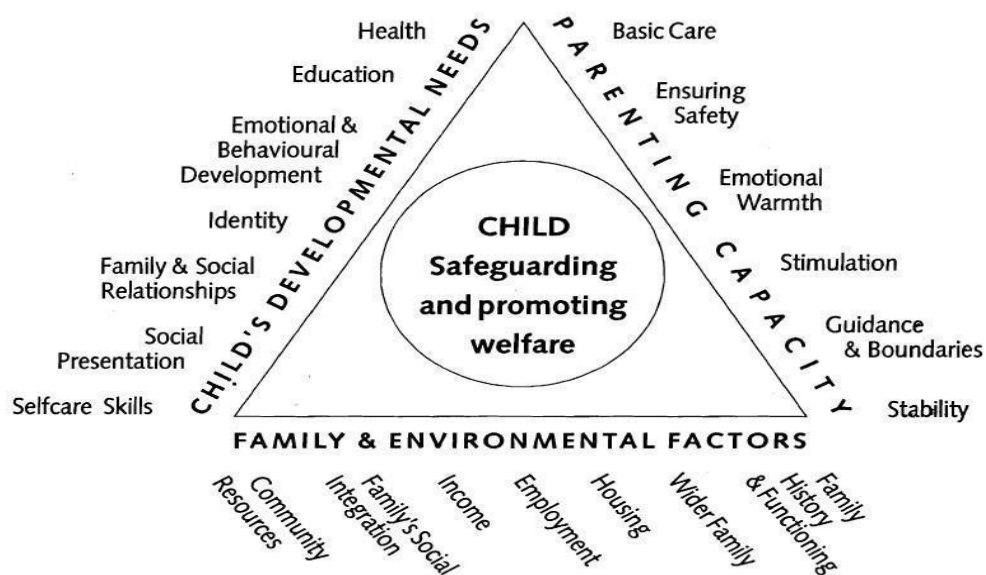 Health
Education
Emotional &
Behavioural
Development
Identity
Family & Social
Relationships
Social
Presentation
Selfcare Skills
CHILD'S DEVELOPMENTAL NEEDS
CHILD
Safeguarding
and promoting
welfare
PARENTING CAPACITY
Basic Care
Ensuring
Safety
Emotional
Warmth
Stimulation
Guidance
& Boundaries
Stability
FAMILY & ENVIRONMENTAL FACTORS
Community
Resources
Family's Social
Integration
Income
Employment
Housing
Wider Family
Family
History
& Functioning